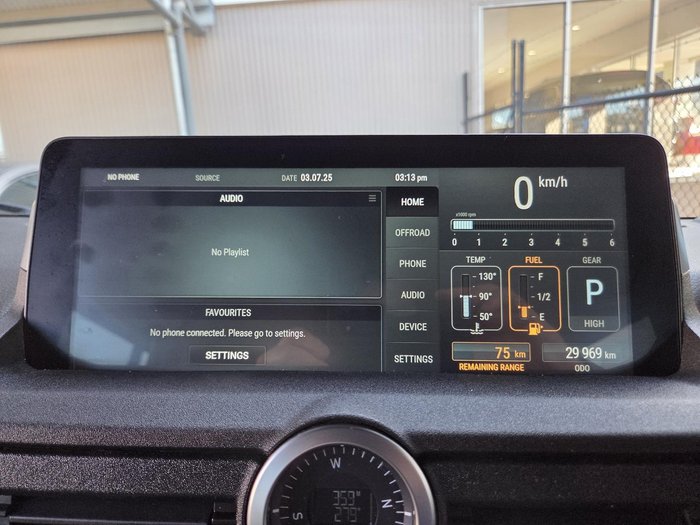 NO PHONE SOURCE DATE 03.07.25 03:13 pm
AUDIO
No Playlist
FAVOURITES
No phone connected. Please go to settings.
SETTINGS
HOME
OFFROAD
PHONE
AUDIO
DEVICE
SETTINGS
0 km/h
x1000 rpm
0 1 2 3 4 5 6
TEMP
130°
90°
50°
FUEL
F
1/2
E
GEAR
P
HIGH
75 km
REMAINING RANGE
29 969 km
ODO
W
S
N